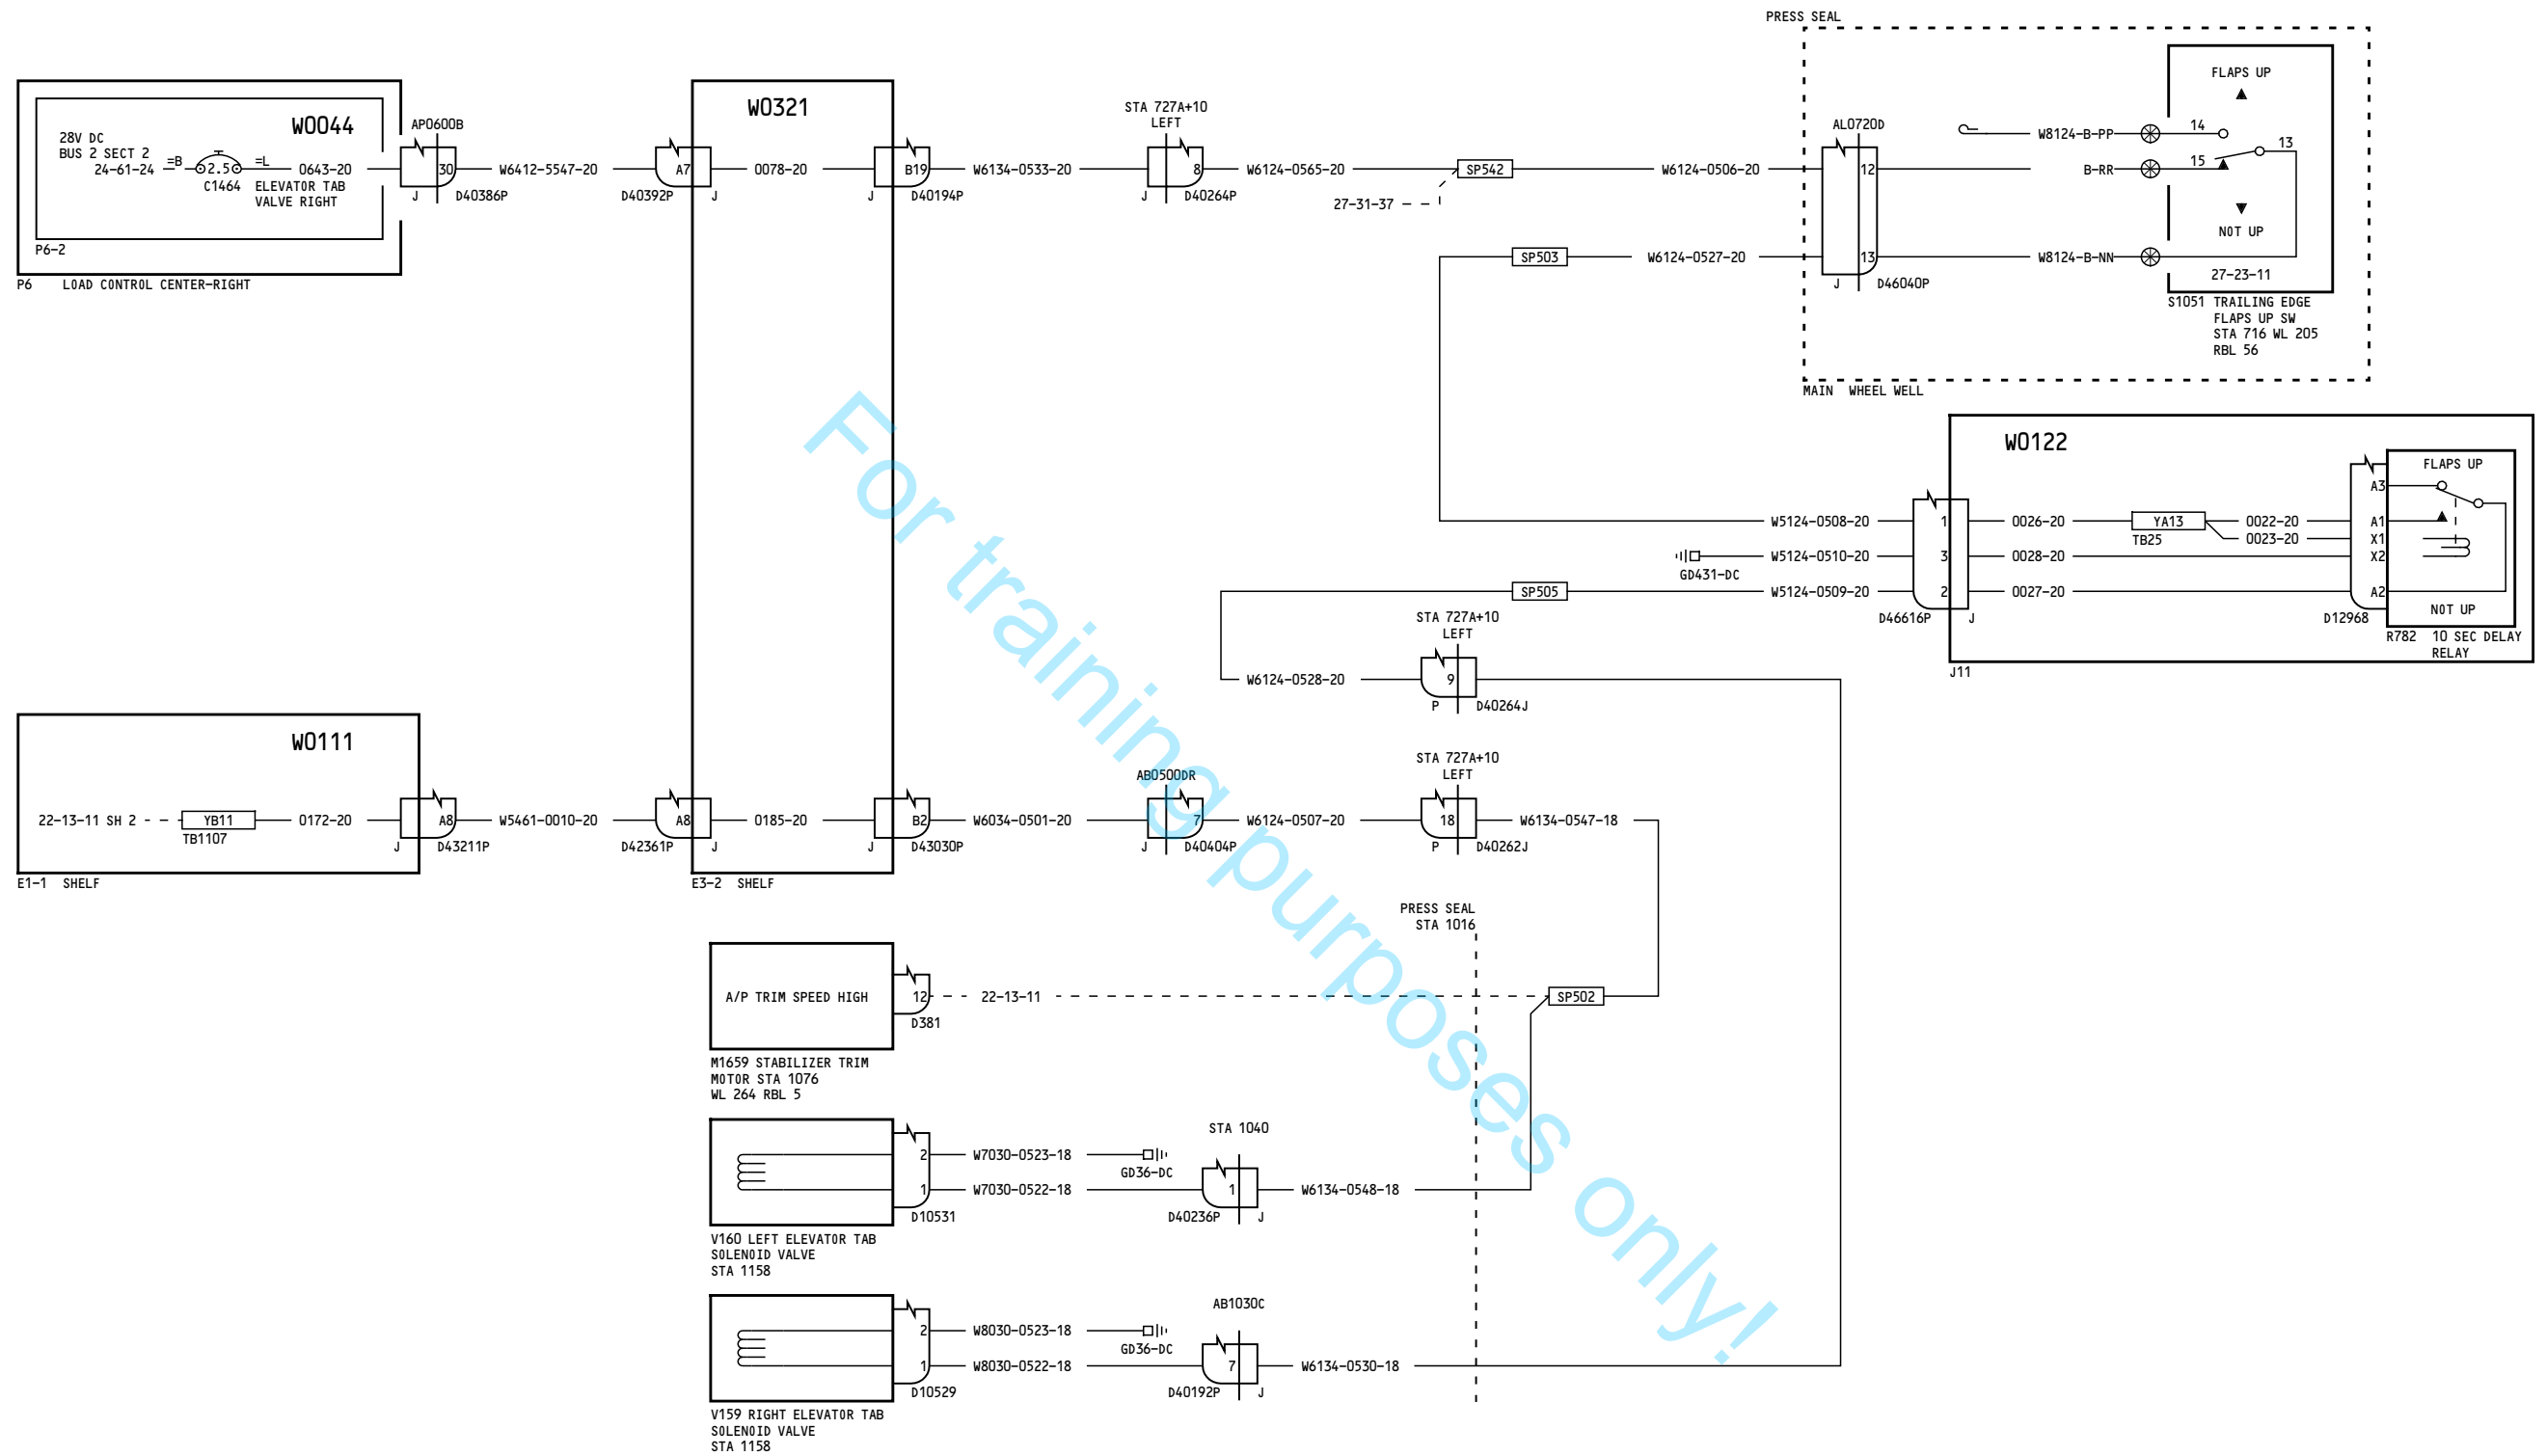 PRESS SEAL
FLAPS UP
W0044
28V DC
BUS 2 SECT 2
24-61-24
=B
2.5
=L
C1464
ELEVATOR TAB
VALVE RIGHT
0643-20
AP0600B
30
J
D40386P
P6-2
P6 LOAD CONTROL CENTER-RIGHT
W6412-5547-20
W0321
A7
D40392P
J
0078-20
B19
J
D40194P
W6134-0533-20
STA 727A+10
LEFT
8
J
D40264P
W6124-0565-20
SP542
27-31-37
W6124-0506-20
AL0720D
12
13
J
D46040P
SP503
W6124-0527-20
W8124-B-PP
14
B-RR
15
13
NOT UP
W8124-B-NN
27-23-11
S1051 TRAILING EDGE
FLAPS UP SW
STA 716 WL 205
RBL 56
MAIN WHEEL WELL
W0122
FLAPS UP
A3
W5124-0508-20
1
0026-20
YA13
TB25
0022-20
A1
0023-20
X1
GD431-DC
W5124-0510-20
3
0028-20
X2
SP505
W5124-0509-20
2
0027-20
A2
NOT UP
D46616P
J
D12968
R782 10 SEC DELAY
RELAY
J11
STA 727A+10
LEFT
W6124-0528-20
9
P
D40264J
W0111
22-13-11 SH 2
YB11
TB1107
0172-20
A8
J
D43211P
E1-1 SHELF
W5461-0010-20
A8
D42361P
J
0185-20
B2
J
D43030P
E3-2 SHELF
W6034-0501-20
AB0500DR
7
J
D40404P
W6124-0507-20
STA 727A+10
LEFT
18
P
D40262J
W6134-0547-18
PRESS SEAL
STA 1016
A/P TRIM SPEED HIGH
12
22-13-11
SP502
D381
M1659 STABILIZER TRIM
MOTOR STA 1076
WL 264 RBL 5
2
W7030-0523-18
GD36-DC
1
W7030-0522-18
D10531
STA 1040
1
D40236P
J
W6134-0548-18
V160 LEFT ELEVATOR TAB
SOLENOID VALVE
STA 1158
2
W8030-0523-18
GD36-DC
1
W8030-0522-18
D10529
AB1030C
7
D40192P
J
W6134-0530-18
V159 RIGHT ELEVATOR TAB
SOLENOID VALVE
STA 1158
For training purposes only!